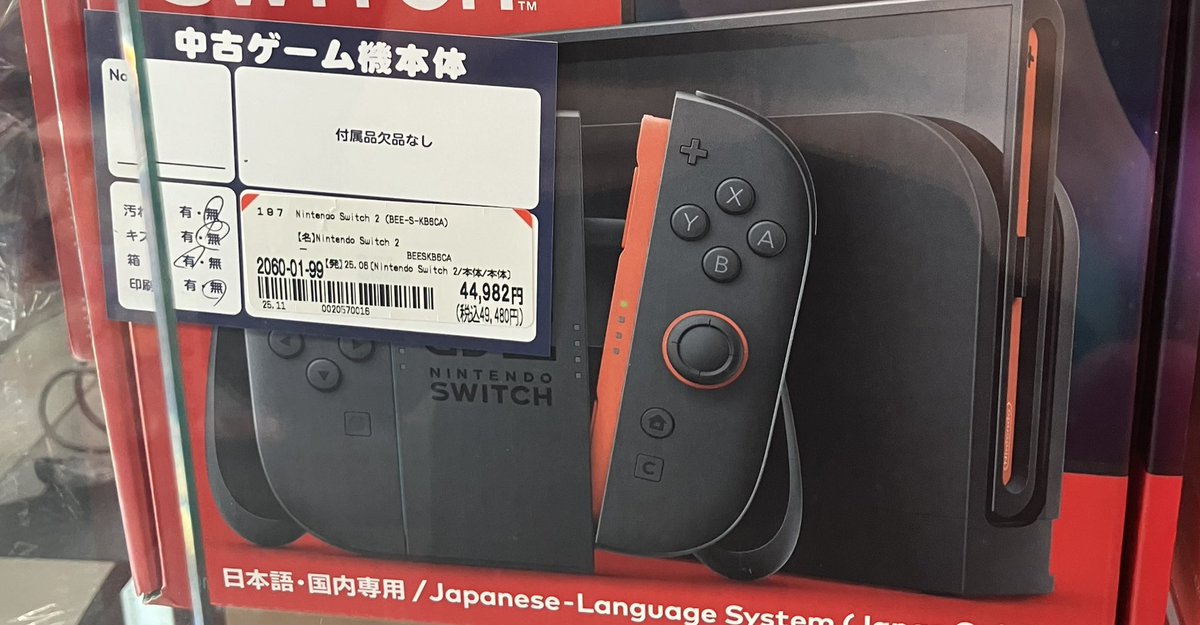 SWITCH™
中古ゲーム機本体
No
付属品欠品なし
汚れ 有・無
キズ 有・無
箱 有・無
印刷 有・無
197 Nintendo Switch 2 (BEE-S-KB6CA)
【名】Nintendo Switch 2
BEESKB6CA
2060-01-99 【発】25.06 [Nintendo Switch 2/本体/本体]
44,982円
25.11 0020570016 (税込49,480円)
X
Y A
B
NINTENDO
SWITCH
C
日本語・国内専用 / Japanese-Language System